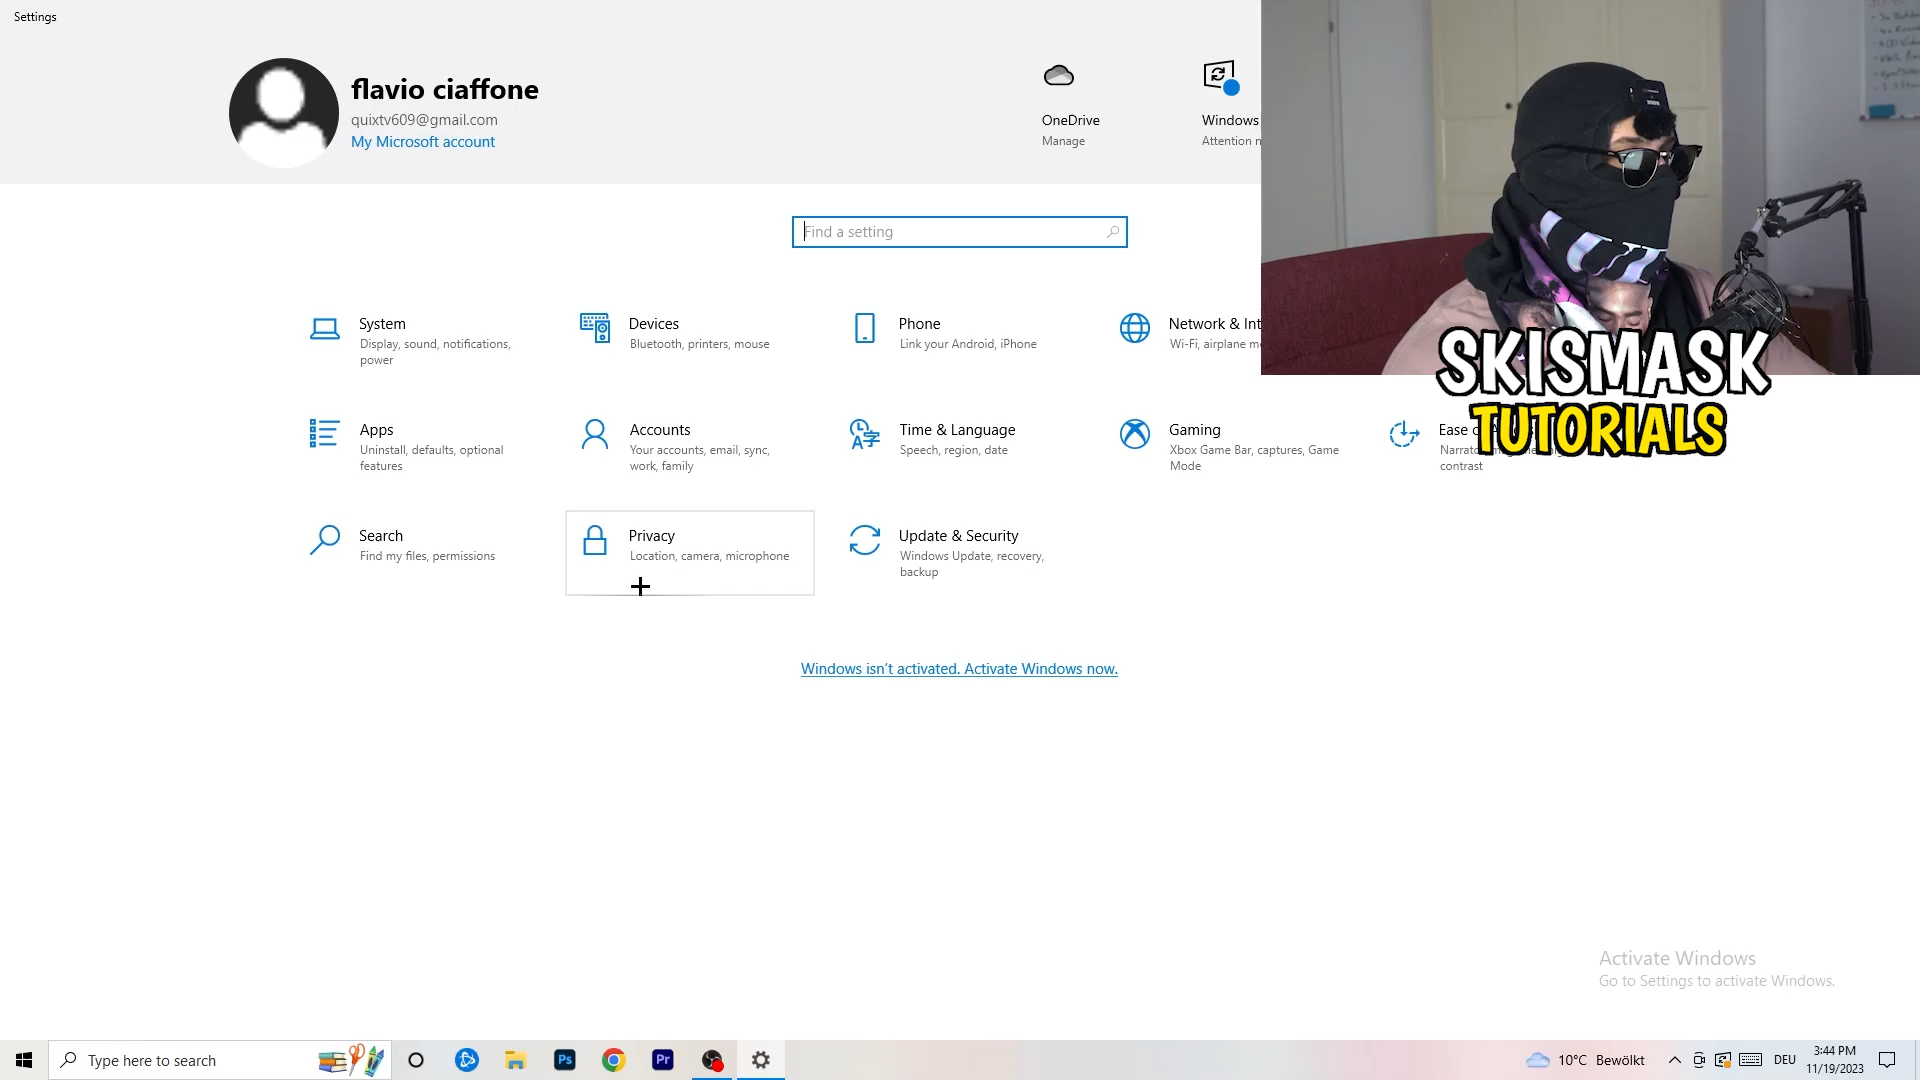 Settings
flavio ciaffone
quixtv609@gmail.com
My Microsoft account
OneDrive
Manage
Windows
Attention
Find a setting
System
Display, sound, notifications,
power
Devices
Bluetooth, printers, mouse
Phone
Link your Android, iPhone
Network & Int
Wi-Fi, airplane
SKISMASK
TUTORIALS
Apps
Uninstall, defaults, optional
features
Accounts
Your accounts, email, sync,
work, family
Time & Language
Speech, region, date
Gaming
Xbox Game Bar, captures, Game
Mode
Ease
contrast
Search
Find my files, permissions
Privacy
Location, camera, microphone
Update & Security
Windows Update, recovery,
backup
Windows isn't activated. Activate Windows now.
Activate Windows
Go to Settings to activate Windows.
Type here to search
Ps
Pr
10°C Bewölkt
DEU
3:44 PM
11/19/2023